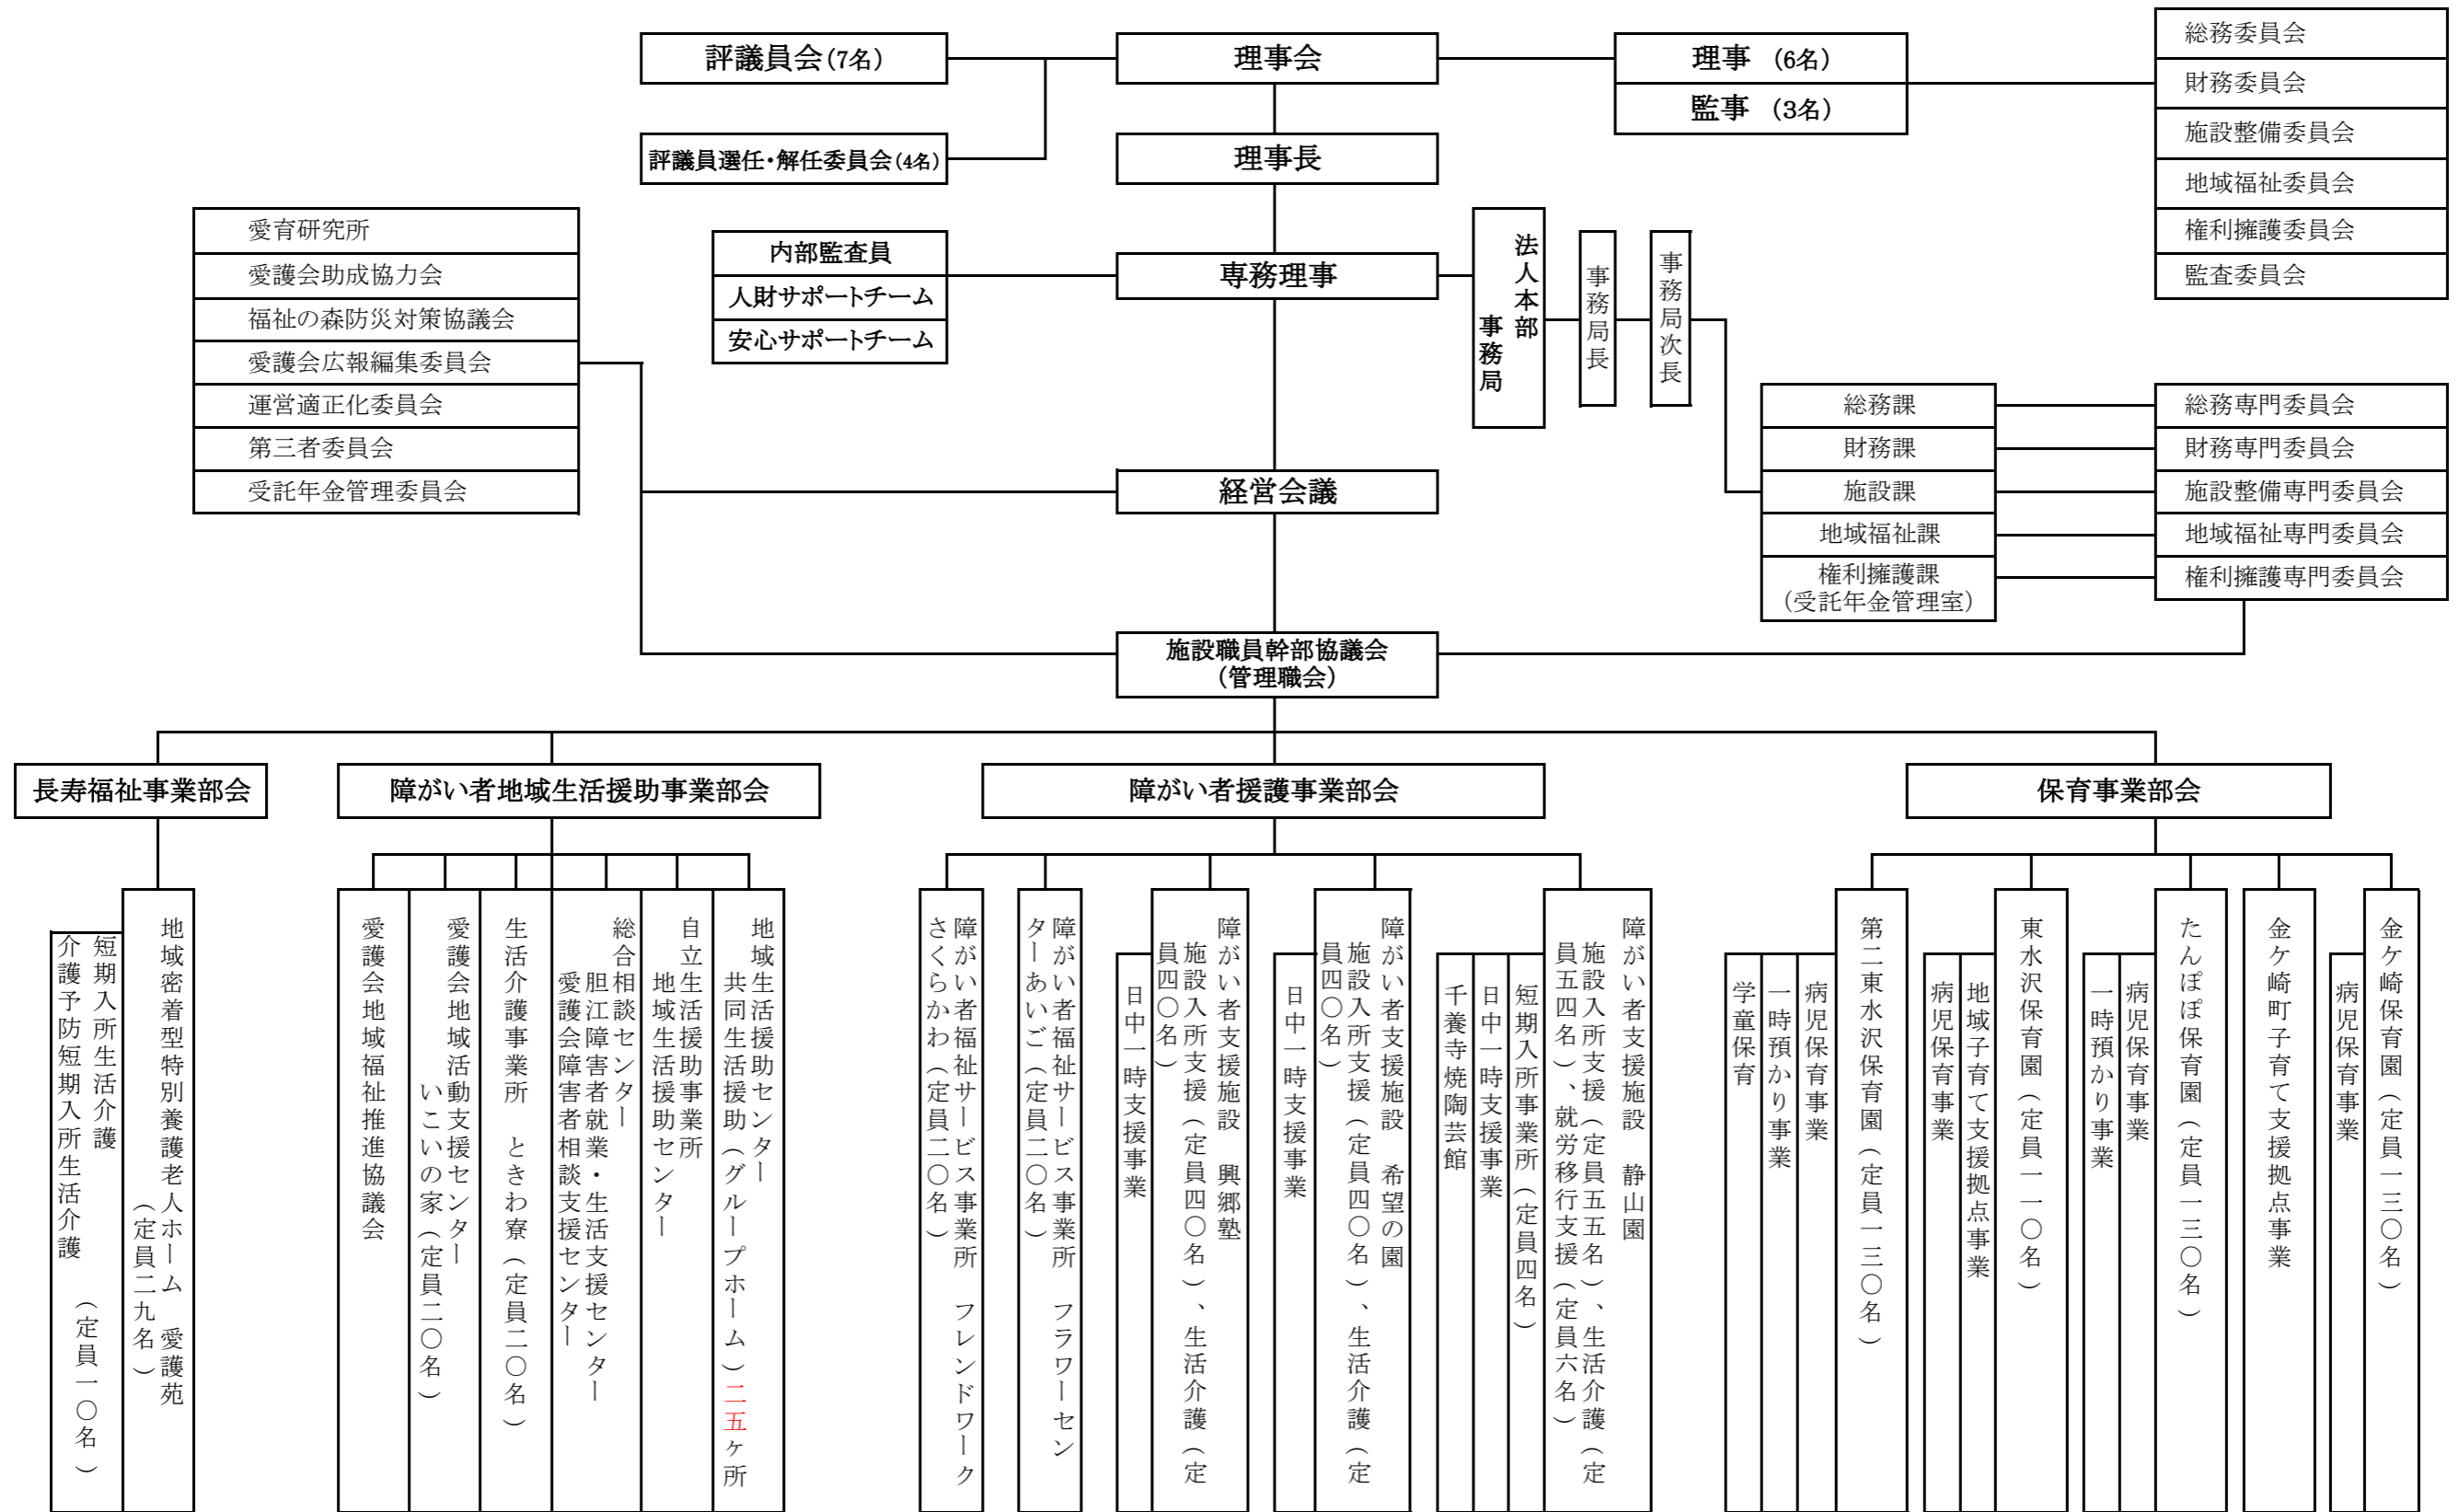 評議員会(7名)
理事会
理事 (6名)
監事 (3名)
総務委員会
財務委員会
施設整備委員会
地域福祉委員会
権利擁護委員会
監査委員会
評議員選任・解任委員会(4名)
理事長
愛育研究所
愛護会助成協力会
福祉の森防災対策協議会
愛護会広報編集委員会
運営適正化委員会
第三者委員会
受託年金管理委員会
内部監査員
人財サポートチーム
安心サポートチーム
専務理事
法人本部
事務局
事務局長
事務局次長
総務課
財務課
施設課
地域福祉課
権利擁護課
(受託年金管理室)
総務専門委員会
財務専門委員会
施設整備専門委員会
地域福祉専門委員会
権利擁護専門委員会
経営会議
施設職員幹部協議会
(管理職会)
長寿福祉事業部会
障がい者地域生活援助事業部会
障がい者援護事業部会
保育事業部会
金ケ崎保育園(定員一三〇名)
病児保育事業
金ケ崎町子育て支援拠点事業
たんぽぽ保育園(定員一三〇名)
病児保育事業
一時預かり事業
東水沢保育園(定員一一〇名)
地域子育て支援拠点事業
病児保育事業
第二東水沢保育園(定員一三〇名)
病児保育事業
一時預かり事業
学童保育
障がい者支援施設 静山園
施設入所支援(定員五五名)、生活介護(定
員五四名)、就労移行支援(定員六名)
短期入所事業所(定員四名)
日中一時支援事業
千養寺焼陶芸館
障がい者支援施設 希望の園
施設入所支援(定員四〇名)、生活介護(定
員四〇名)
日中一時支援事業
障がい者支援施設 興郷塾
施設入所支援(定員四〇名)、生活介護(定
員四〇名)
日中一時支援事業
障がい者福祉サービス事業所 フラワーセン
ターあいご(定員二〇名)
障がい者福祉サービス事業所 フレンドワーク
さくらかわ(定員二〇名)
地域生活援助センター
共同生活援助(グループホーム)二五ケ所
自立生活援助事業所
地域生活援助センター
総合相談センター
胆江障害者就業・生活支援センター
愛護会障害者相談支援センター
生活介護事業所 ときわ寮(定員二〇名)
愛護会地域活動支援センター
いこいの家(定員二〇名)
愛護会地域福祉推進協議会
地域密着型特別養護老人ホーム 愛護苑
(定員二九名)
短期入所生活介護
介護予防短期入所生活介護 (定員一〇名)